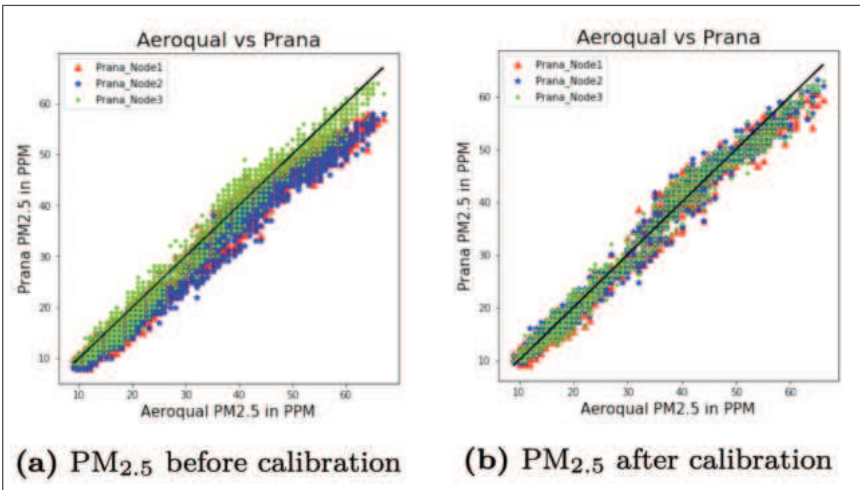 Aeroqual vs Prana
Prana_Node1
Prana_Node2
Prana_Node3
60
50
40
30
20
10
Prana PM2.5 in PPM
10 20 30 40 50 60
Aeroqual PM2.5 in PPM
(a) PM2.5 before calibration
Aeroqual vs Prana
Prana_Node1
Prana_Node2
Prana_Node3
60
50
40
30
20
10
Prana PM2.5 in PPM
10 20 30 40 50 60
Aeroqual PM2.5 in PPM
(b) PM2.5 after calibration